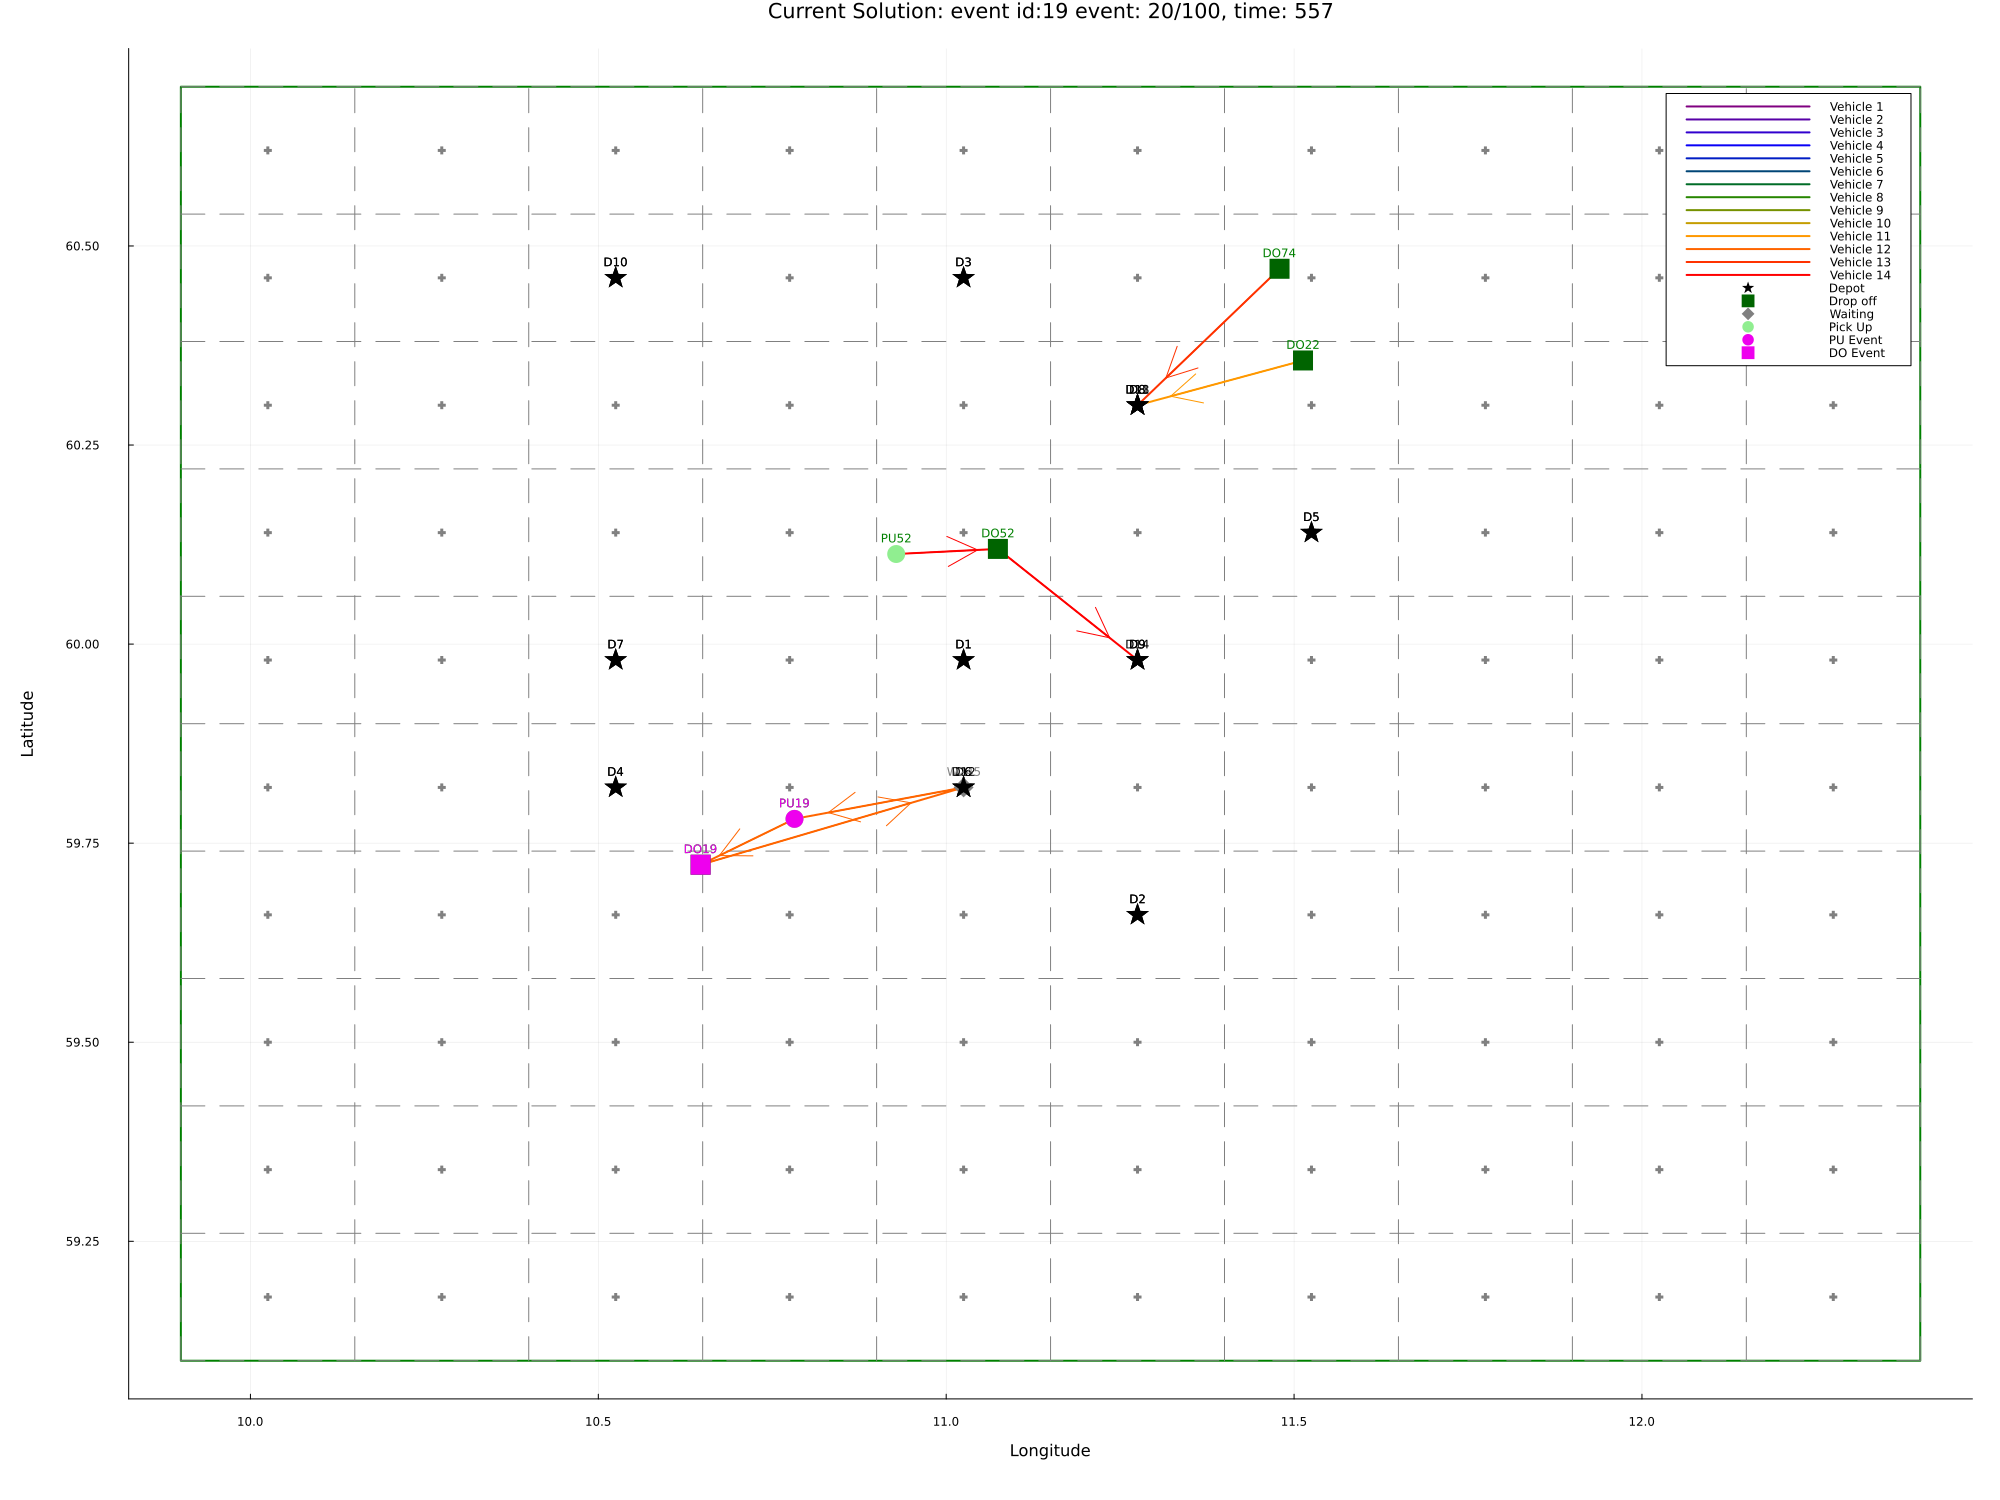 Current Solution: event id:19 event: 20/100, time: 557
Vehicle 1
Vehicle 2
Vehicle 3
Vehicle 4
Vehicle 5
Vehicle 6
Vehicle 7
Vehicle 8
Vehicle 9
Vehicle 10
Vehicle 11
Vehicle 12
Vehicle 13
Vehicle 14
Depot
Drop off
Waiting
Pick Up
PU Event
DO Event
60.50
60.25
60.00
59.75
59.50
59.25
DO74
D10
D3
DO22
D5
PU52
DO52
D7
D1
D4
PU19
DO19
D2
10.0
10.5
11.0
11.5
12.0
Longitude
Latitude